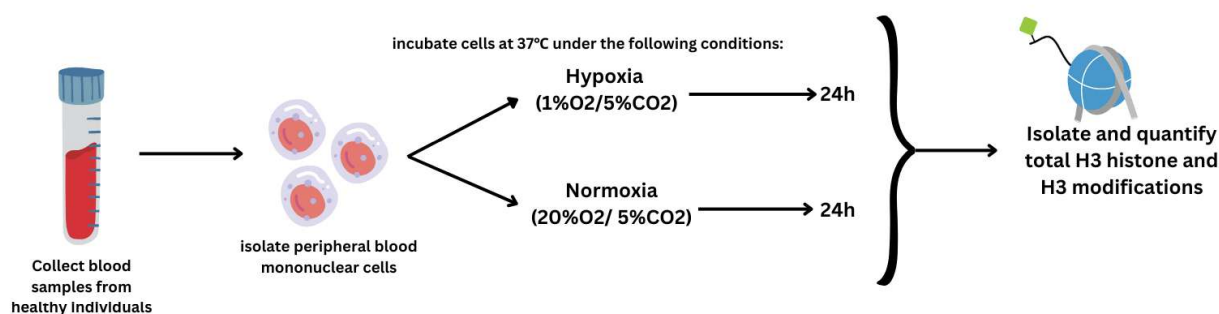 Collect blood
samples from
healthy individuals
isolate peripheral blood
mononuclear cells
incubate cells at 37°C under the following conditions:
Hypoxia
(1%O2/5%CO2)
24h
Normoxia
(20%O2/ 5%CO2)
24h
Isolate and quantify
total H3 histone and
H3 modifications